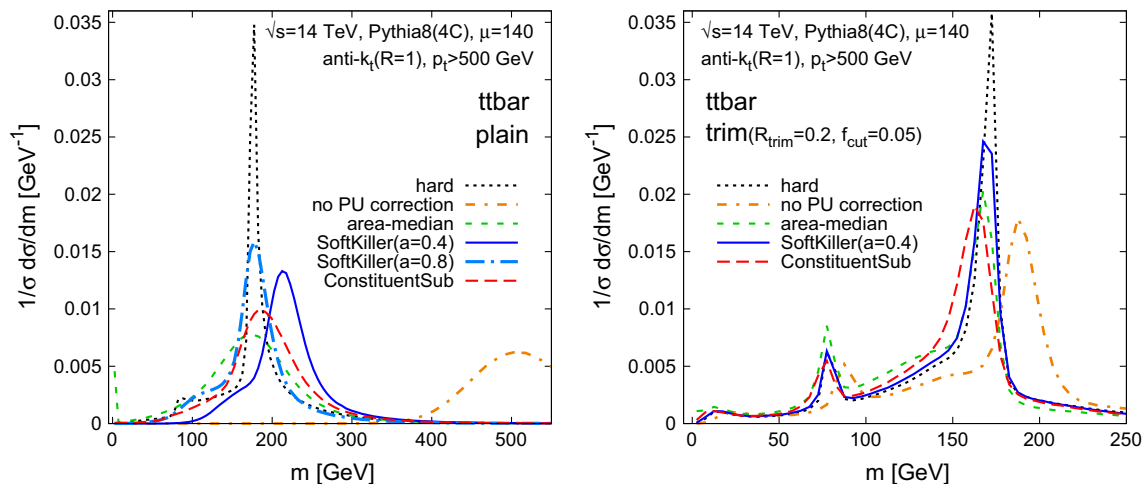 √s=14 TeV, Pythia8(4C), μ=140
anti-kt(R=1), pt>500 GeV
ttbar
plain
hard
no PU correction
area-median
SoftKiller(a=0.4)
SoftKiller(a=0.8)
ConstituentSub
1/σ dσ/dm [GeV⁻¹]
0.035
0.03
0.025
0.02
0.015
0.01
0.005
0
0 100 200 300 400 500
m [GeV]
√s=14 TeV, Pythia8(4C), μ=140
anti-kt(R=1), pt>500 GeV
ttbar
trim(Rtrim=0.2, fcut=0.05)
hard
no PU correction
area-median
SoftKiller(a=0.4)
ConstituentSub
1/σ dσ/dm [GeV⁻¹]
0.035
0.03
0.025
0.02
0.015
0.01
0.005
0
0 50 100 150 200 250
m [GeV]